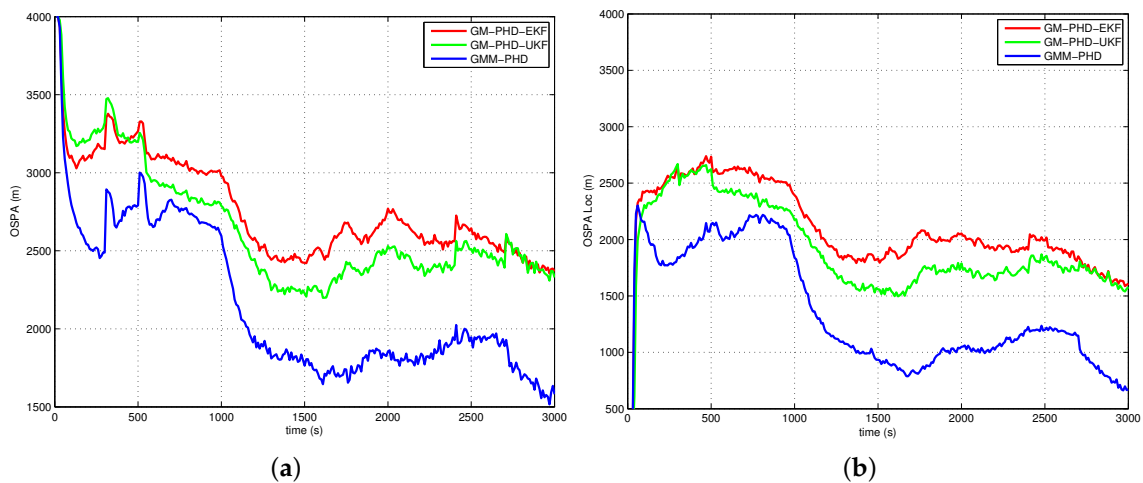 4000
3500
3000
2500
2000
1500
OSPA (m)
GM-PHD-EKF
GM-PHD-UKF
GMM-PHD
0 500 1000 1500 2000 2500 3000
time (s)
(a)
4000
3500
3000
2500
2000
1500
1000
500
OSPA Loc (m)
GM-PHD-EKF
GM-PHD-UKF
GMM-PHD
0 500 1000 1500 2000 2500 3000
time (s)
(b)